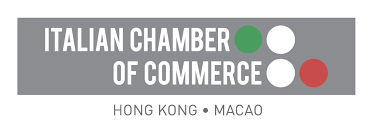 ITALIAN CHAMBER
OF COMMERCE
HONG KONG • MACAO